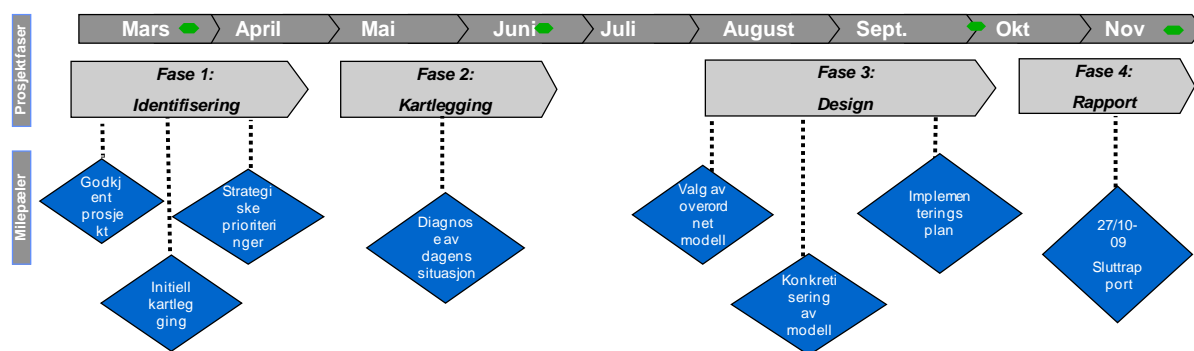 Prosjektfaser
Mars
April
Mai
Juni
Juli
August
Sept.
Okt
Nov
Fase 1:
Identifisering
Fase 2:
Kartlegging
Fase 3:
Design
Fase 4:
Rapport
Milepæler
Godkj
ent
prosje
kt
Initiell
kartleg
ging
Strategi
ske
prioriteri
nger
Diagnos
e av
dagens
situasjon
Valg av
overord
net
modell
Konkreti
sering
av
modell
Implemen
terings
plan
27/10-
09
Sluttrap
port